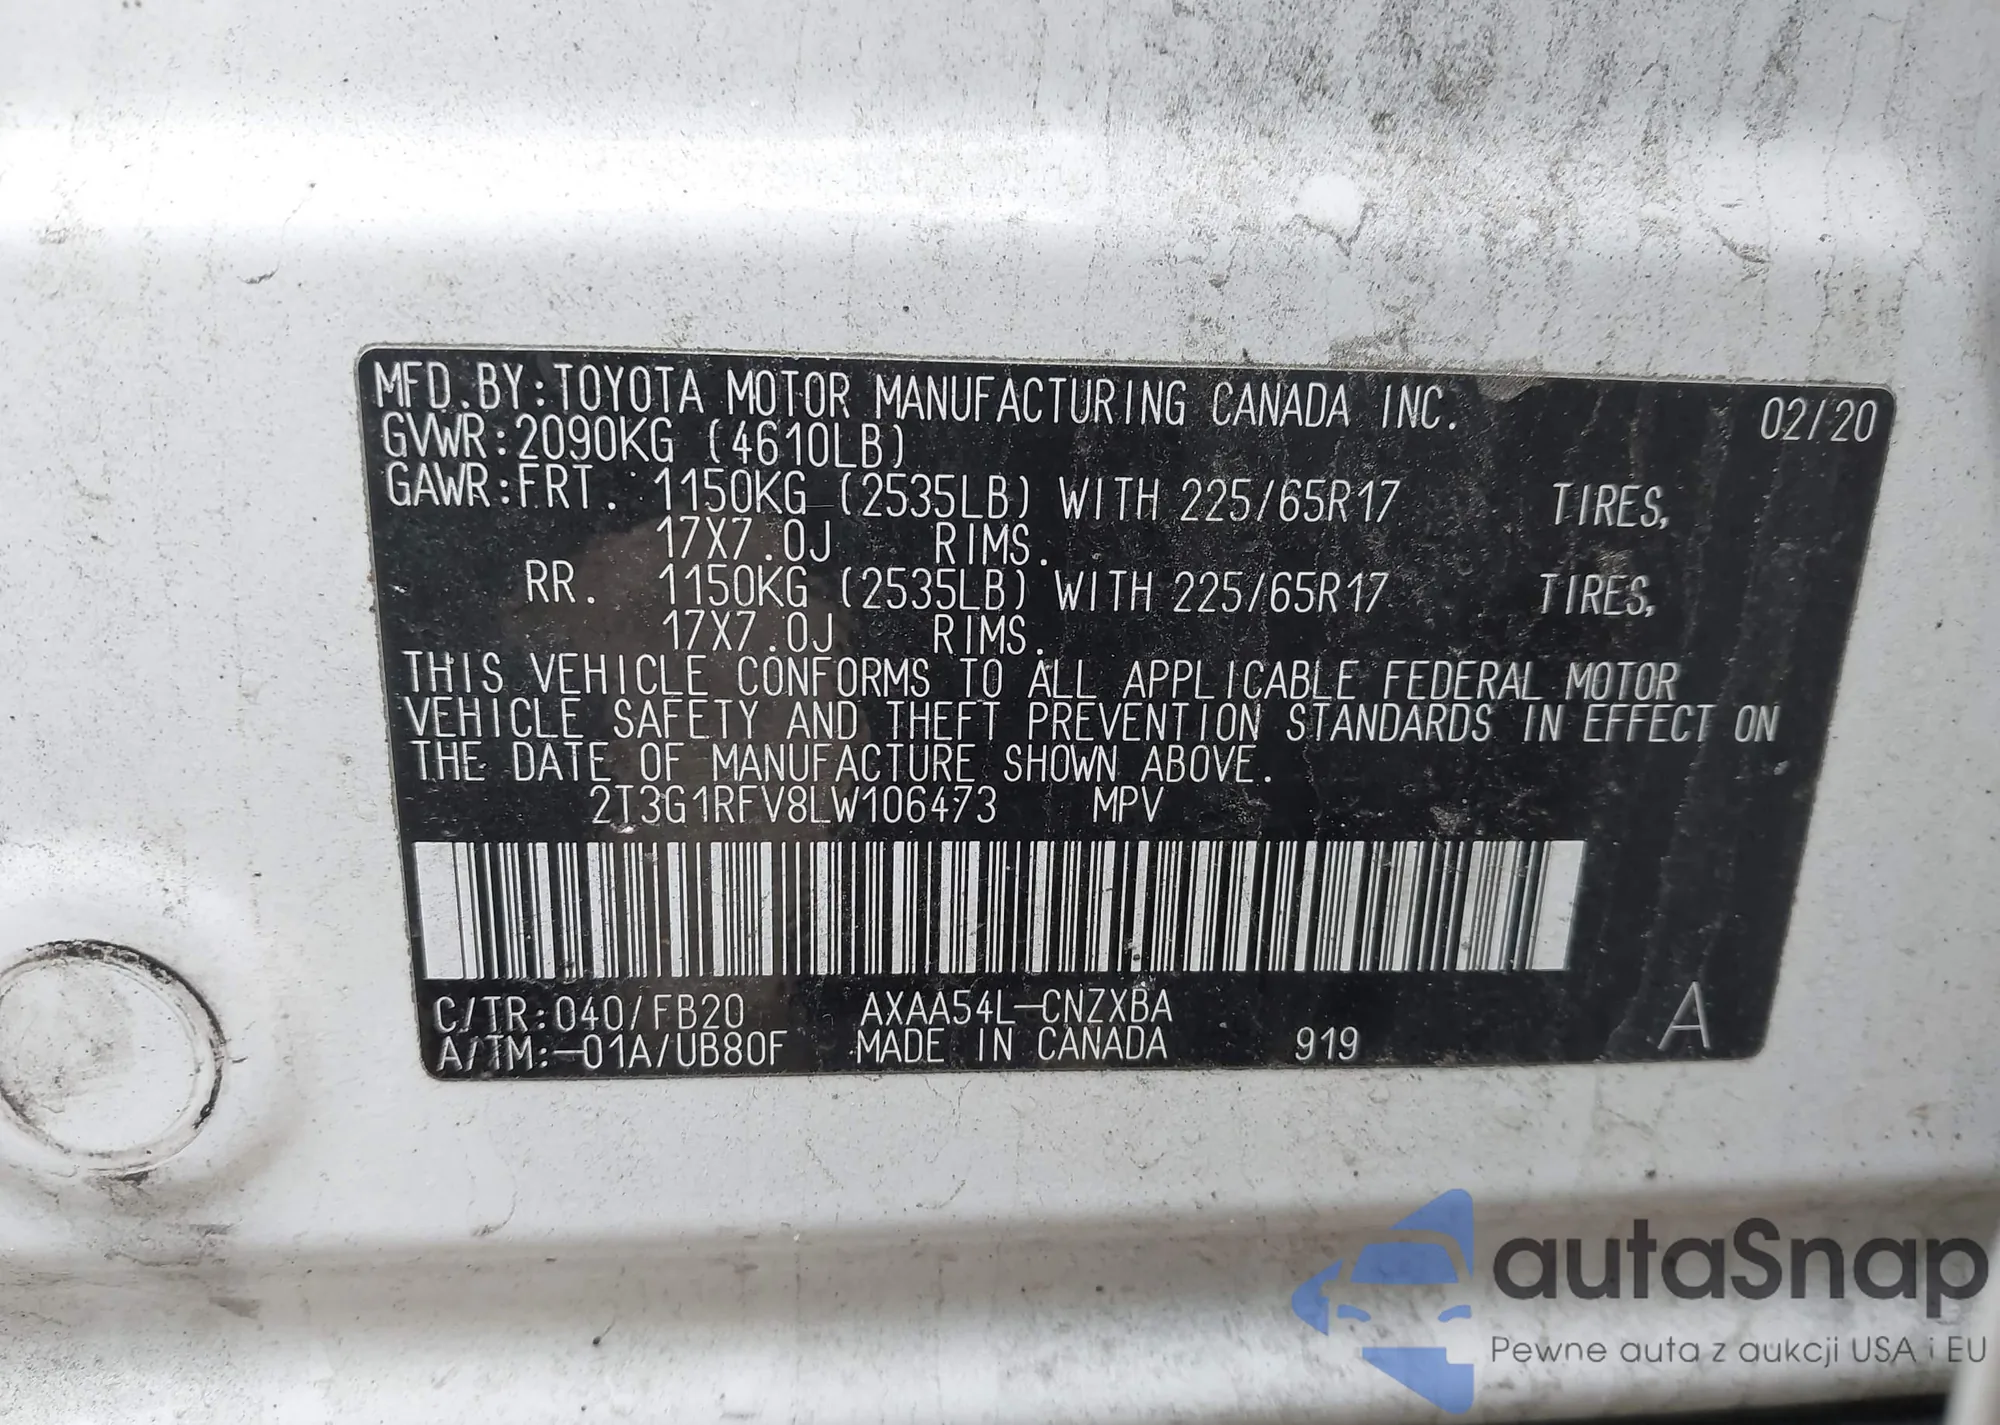 MFD.BY:TOYOTA MOTOR MANUFACTURING CANADA INC. 02/20
GVWR:2090KG (4610LB)
GAWR:FRT. 1150KG (2535LB) WITH 225/65R17 TIRES,
17X7.0J RIMS.
RR. 1150KG (2535LB) WITH 225/65R17 TIRES,
17X7.0J RIMS.
THIS VEHICLE CONFORMS TO ALL APPLICABLE FEDERAL MOTOR
VEHICLE SAFETY AND THEFT PREVENTION STANDARDS IN EFFECT ON
THE DATE OF MANUFACTURE SHOWN ABOVE.
2T3G1RFV8LW106473 MPV
C/TR:040/FB20 AXAA54L-CNZXBA
A/TM:-01A/UB80F MADE IN CANADA 919 A
autaSnap
Pewne auta z aukcji USA i EU